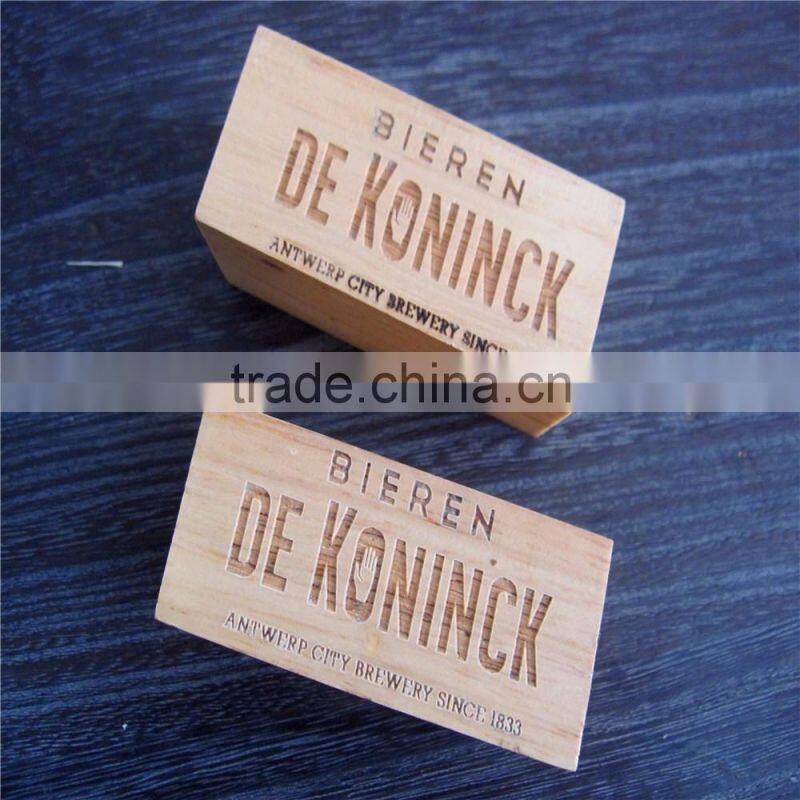 BIEREN
DE KONINCK
ANTWERP CITY BREWERY SINCE
trade.china.cn
BIEREN
DE KONINCK
ANTWERP CITY BREWERY SINCE 1833